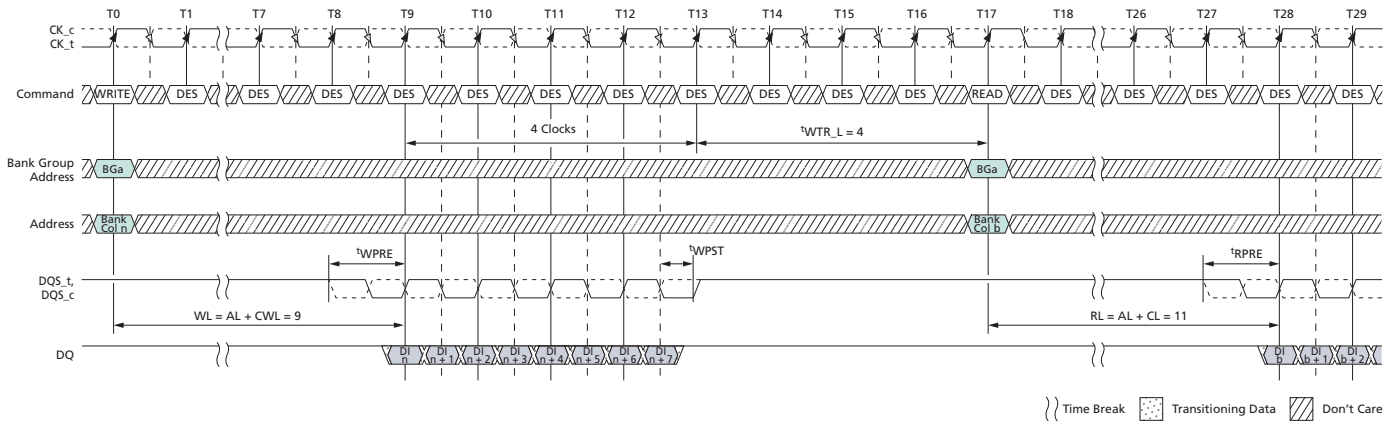 T0 T1 T7 T8 T9 T10 T11 T12 T13 T14 T15 T16 T17 T18 T26 T27 T28 T29
CK_c
CK_t
Command WRITE DES DES DES DES DES DES DES DES DES DES DES READ DES DES DES DES DES
4 Clocks tWTR_L = 4
Bank Group
Address BGa BGa
Address Bank
Col n Bank
Col b
tWPRE tWPST tRPRE
DQS_t,
DQS_c
WL = AL + CWL = 9 RL = AL + CL = 11
DQ DI
n DI
n + 1 DI
n + 2 DI
n + 3 DI
n + 4 DI
n + 5 DI
n + 6 DI
n + 7 DI
b DI
b + 1 DI
b + 2
Time Break Transitioning Data Don't Care